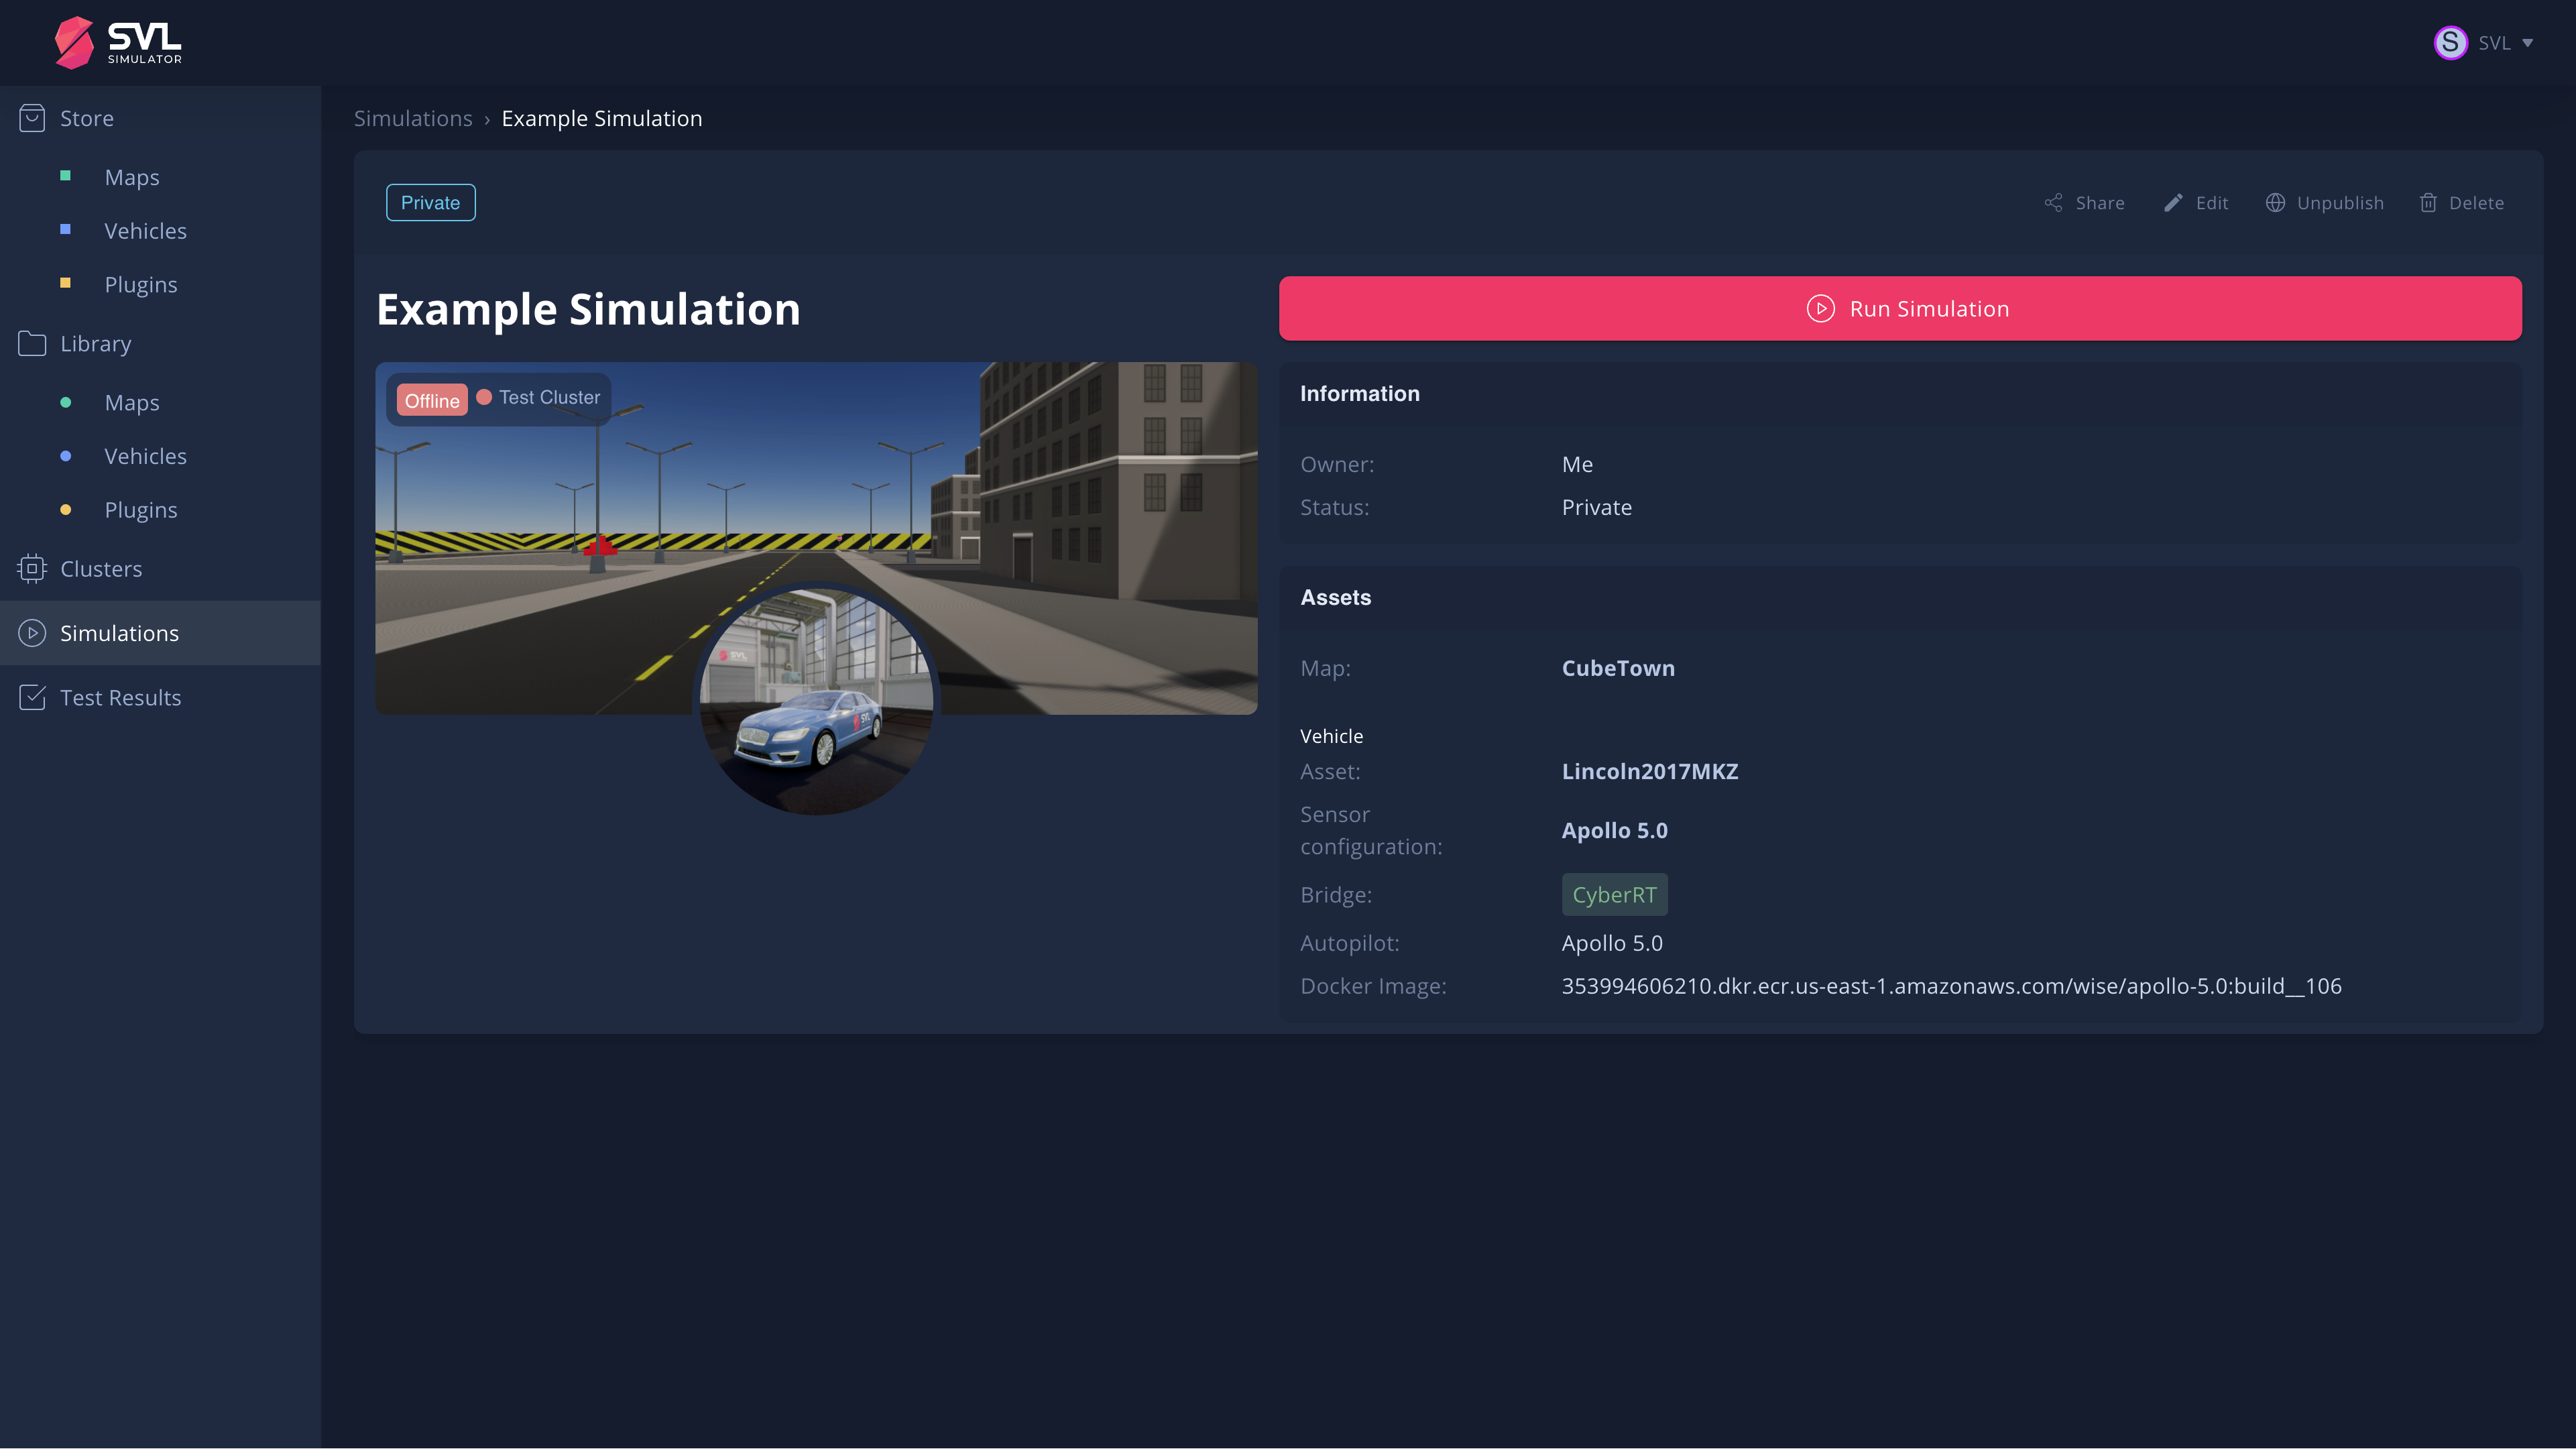 SVL
SIMULATOR
S SVL
Store
Maps
Vehicles
Plugins
Library
Maps
Vehicles
Plugins
Clusters
Simulations
Test Results
Simulations › Example Simulation
Private
Share Edit Unpublish Delete
Example Simulation
Offline Test Cluster
SVL
SVL
Run Simulation
Information
Owner: Me
Status: Private
Assets
Map: CubeTown
Vehicle
Asset: Lincoln2017MKZ
Sensor
configuration: Apollo 5.0
Bridge: CyberRT
Autopilot: Apollo 5.0
Docker Image: 353994606210.dkr.ecr.us-east-1.amazonaws.com/wise/apollo-5.0:build__106